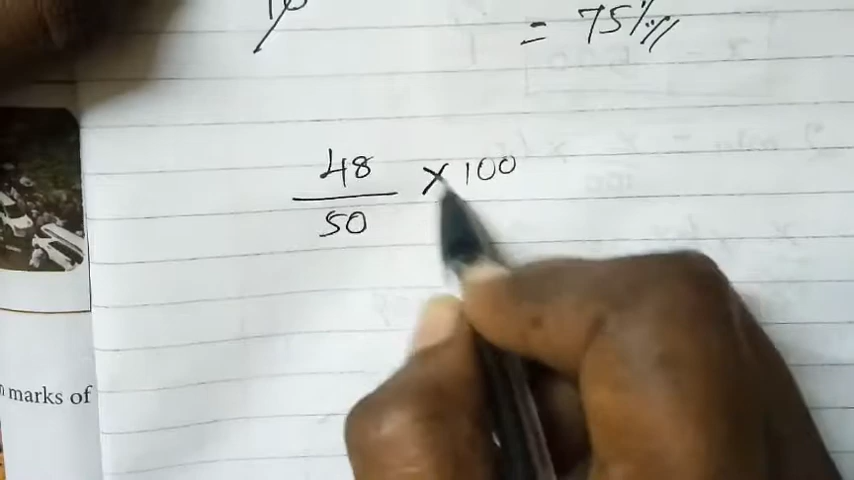 = 75%
48
50 × 100
marks of